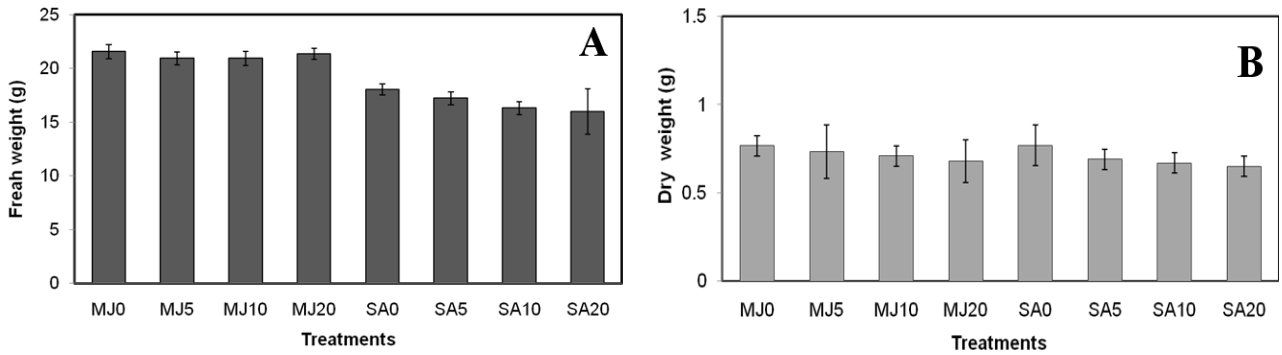 A
25
20
15
10
5
0
Freah weight (g)
MJ0 MJ5 MJ10 MJ20 SA0 SA5 SA10 SA20
Treatments
B
1.5
1
0.5
0
Dry weight (g)
MJ0 MJ5 MJ10 MJ20 SA0 SA5 SA10 SA20
Treatments